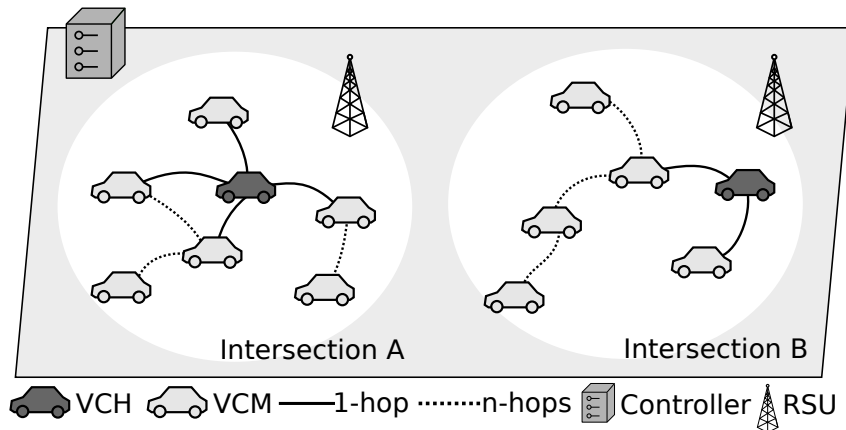 Intersection A
Intersection B
VCH VCM 1-hop n-hops Controller RSU